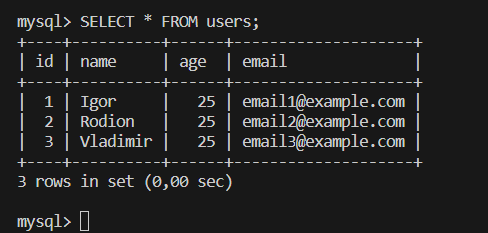 mysql> SELECT * FROM users;
+----+----------+------+--------------------+
| id | name     | age  | email              |
+----+----------+------+--------------------+
|  1 | Igor     |   25 | email1@example.com |
|  2 | Rodion   |   25 | email2@example.com |
|  3 | Vladimir |   25 | email3@example.com |
+----+----------+------+--------------------+
3 rows in set (0,00 sec)
mysql>